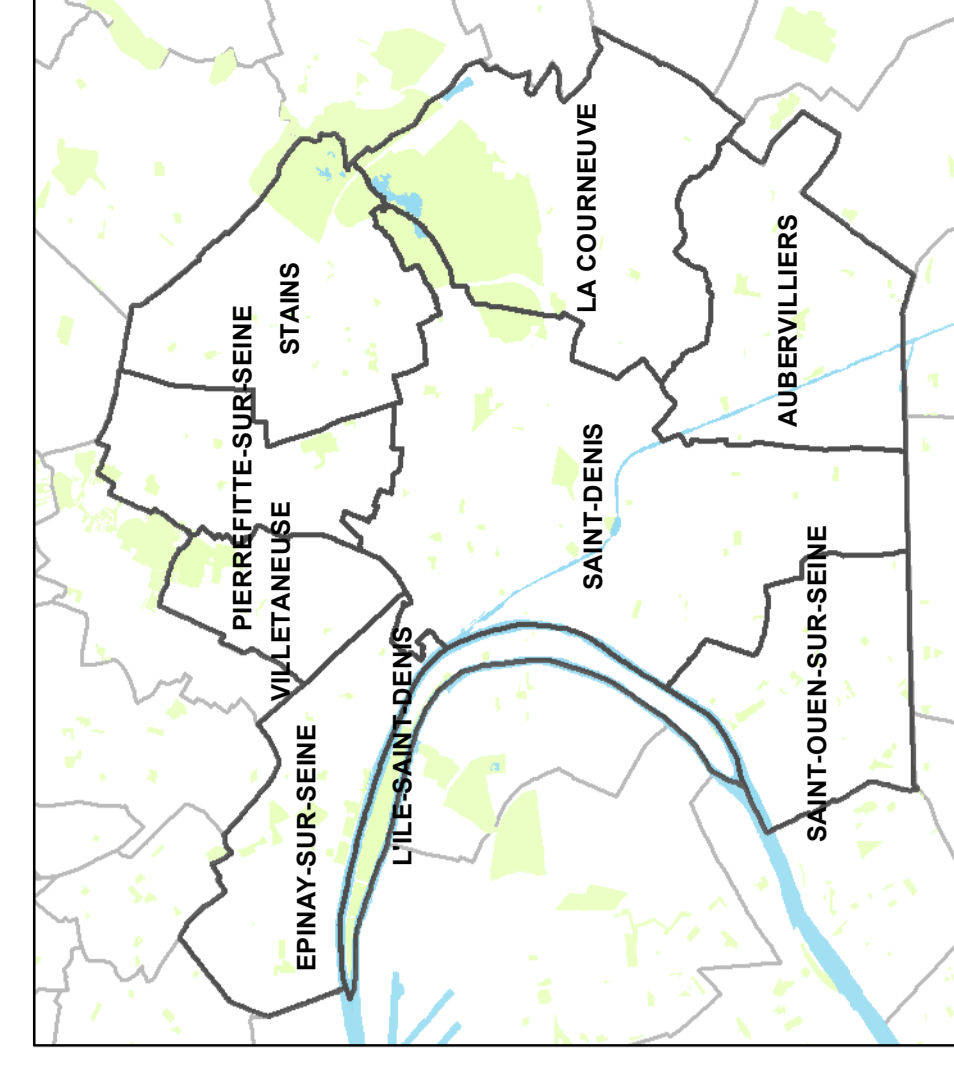 PIERREFITTE-SUR-SEINE
VILLETANEUSE
STAINS
EPINAY-SUR-SEINE
L'ILE-SAINT-DENIS
LA COURNEUVE
SAINT-DENIS
AUBERVILLIERS
SAINT-OUEN-SUR-SEINE